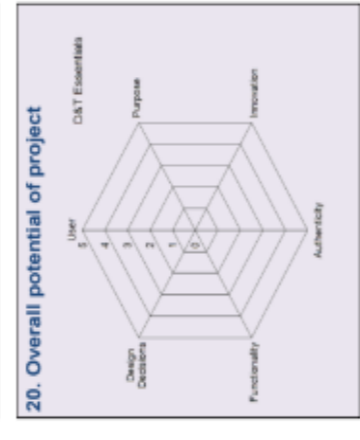 20. Overall potential of project
D&T Essentials
User
5
4
3
2
1
0
Purpose
Innovation
Authenticity
Functionality
Design
Decisions